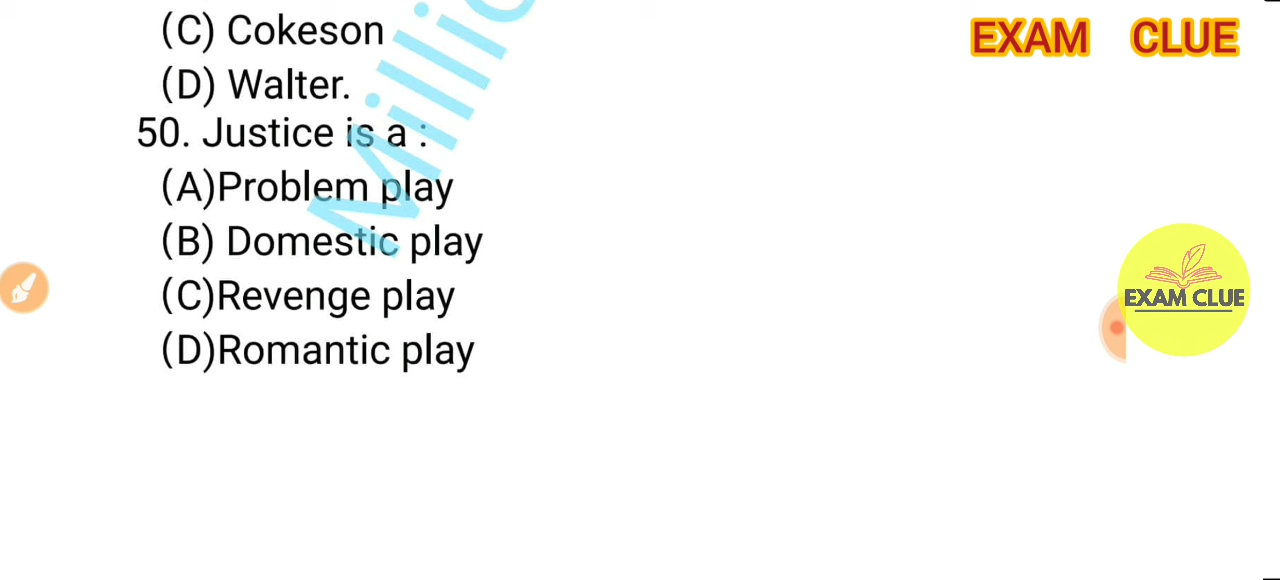 (C) Cokeson
EXAM CLUE
(D) Walter.
50. Justice is a :
(A)Problem play
(B) Domestic play
EXAM CLUE
(C)Revenge play
(D)Romantic play